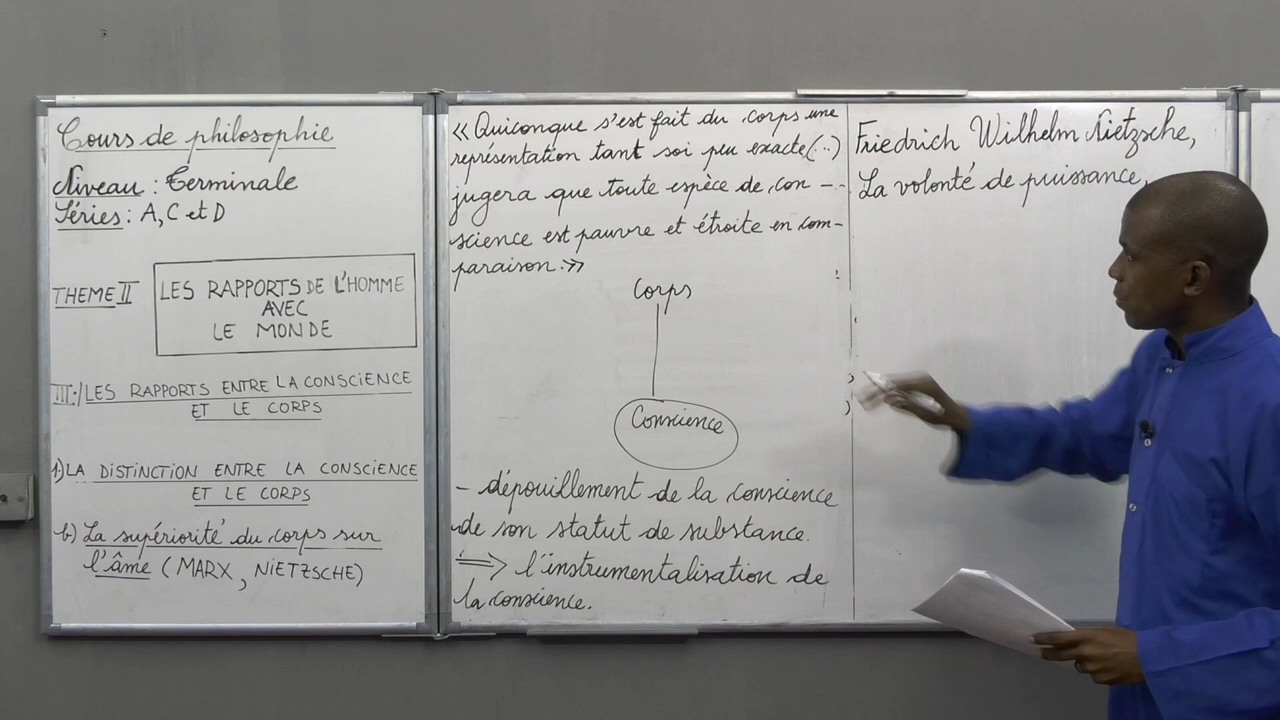 Cours de philosophie
Niveau : Terminale
Séries : A, C et D
THEME II
LES RAPPORTS DE L'HOMME
AVEC
LE MONDE
III:/ LES RAPPORTS ENTRE LA CONSCIENCE
ET LE CORPS
1) LA DISTINCTION ENTRE LA CONSCIENCE
ET LE CORPS
b) La supériorité du corps sur
l'âme (MARX, NIETZSCHE)
« Quiconque s'est fait du corps une
représentation tant soi peu exacte (...)
jugera que toute espèce de con -
science est pauvre et étroite en com-
paraison. »
Corps
Conscience
- dépouillement de la conscience
de son statut de substance.
⇒ l'instrumentalisation de
la conscience.
Friedrich Wilhelm Nietzsche,
La volonté de puissance,